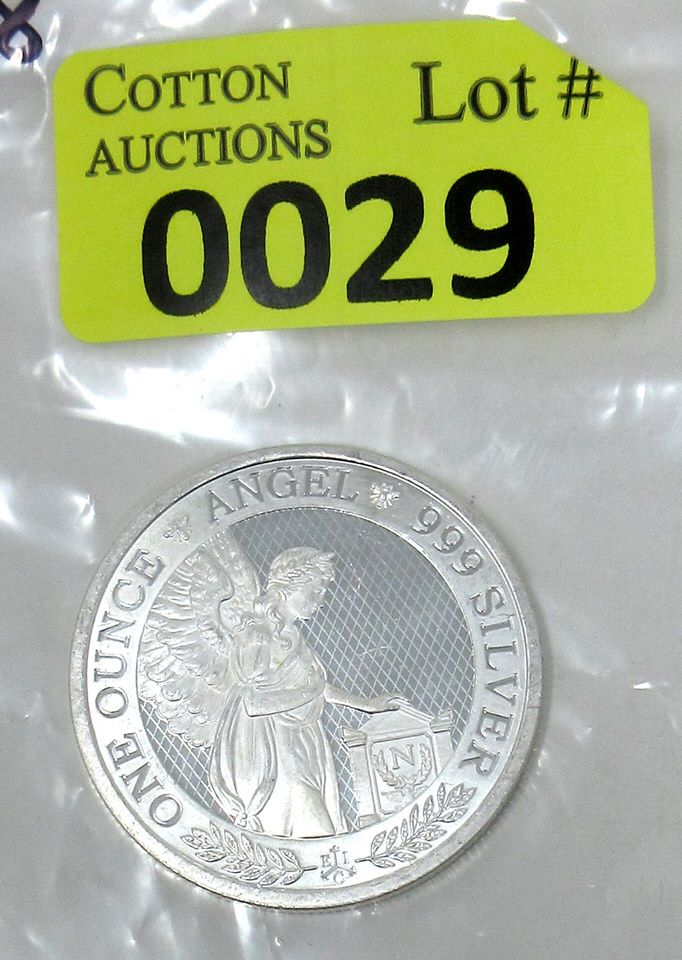 COTTON
AUCTIONS
Lot #
0029
ONE OUNCE ANGEL 999 SILVER
N
E I
C